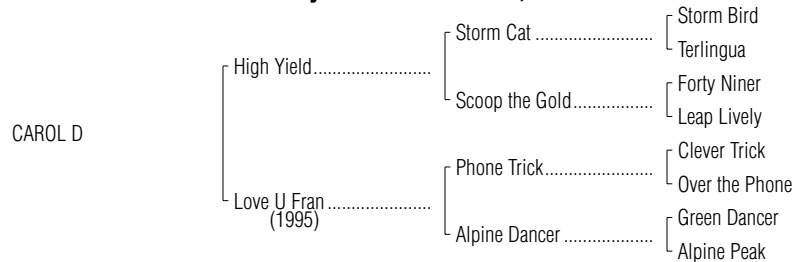 Storm Bird
Storm Cat ........................
Terlingua
High Yield........................
Forty Niner
Scoop the Gold.................
Leap Lively
CAROL D
Clever Trick
Phone Trick.......................
Over the Phone
Love U Fran .....................
(1995)
Green Dancer
Alpine Dancer ...................
Alpine Peak